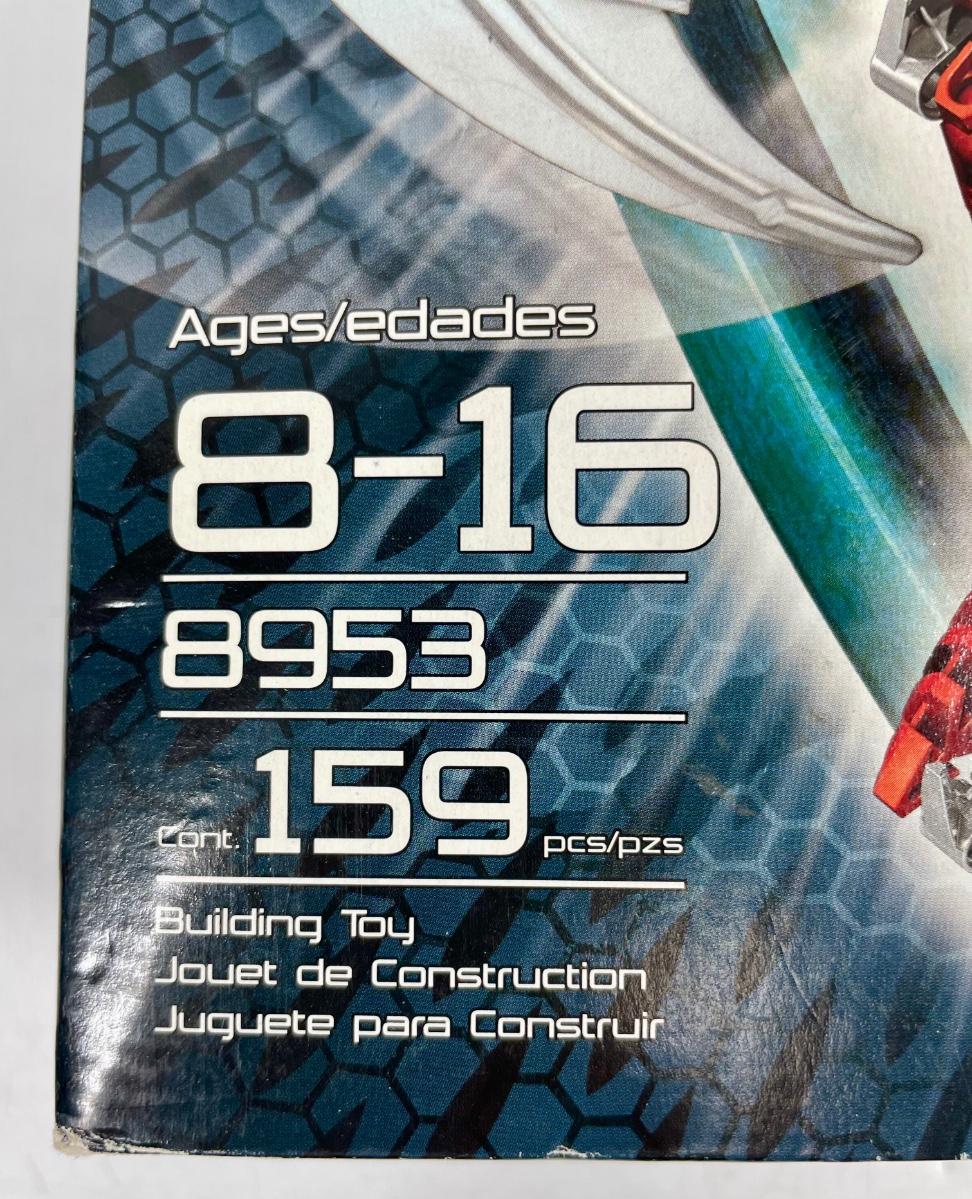 Ages/edades
8-16
8953
Cont. 159 pcs/pzs
Building Toy
Jouet de Construction
Juguete para Construir